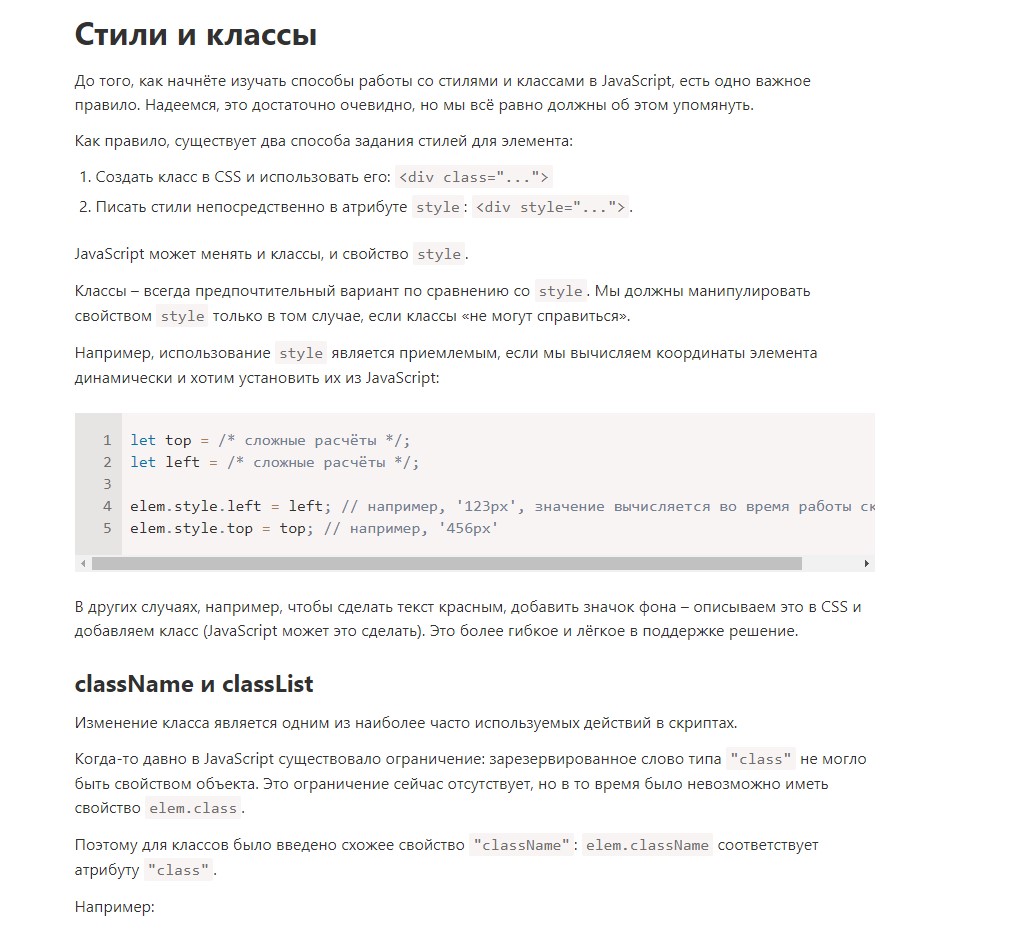 Стили и классы
До того, как начнёте изучать способы работы со стилями и классами в JavaScript, есть одно важное
правило. Надеемся, это достаточно очевидно, но мы всё равно должны об этом упомянуть.
Как правило, существует два способа задания стилей для элемента:
1. Создать класс в CSS и использовать его: <div class="...">
2. Писать стили непосредственно в атрибуте style: <div style="...">.
JavaScript может менять и классы, и свойство style.
Классы – всегда предпочтительный вариант по сравнению со style. Мы должны манипулировать
свойством style только в том случае, если классы «не могут справиться».
Например, использование style является приемлемым, если мы вычисляем координаты элемента
динамически и хотим установить их из JavaScript:
1 let top = /* сложные расчёты */;
2 let left = /* сложные расчёты */;
3
4 elem.style.left = left; // например, '123px', значение вычисляется во время работы ск
5 elem.style.top = top; // например, '456px'
В других случаях, например, чтобы сделать текст красным, добавить значок фона – описываем это в CSS и
добавляем класс (JavaScript может это сделать). Это более гибкое и лёгкое в поддержке решение.
className и classList
Изменение класса является одним из наиболее часто используемых действий в скриптах.
Когда-то давно в JavaScript существовало ограничение: зарезервированное слово типа "class" не могло
быть свойством объекта. Это ограничение сейчас отсутствует, но в то время было невозможно иметь
свойство elem.class.
Поэтому для классов было введено схожее свойство "className": elem.className соответствует
атрибуту "class".
Например: